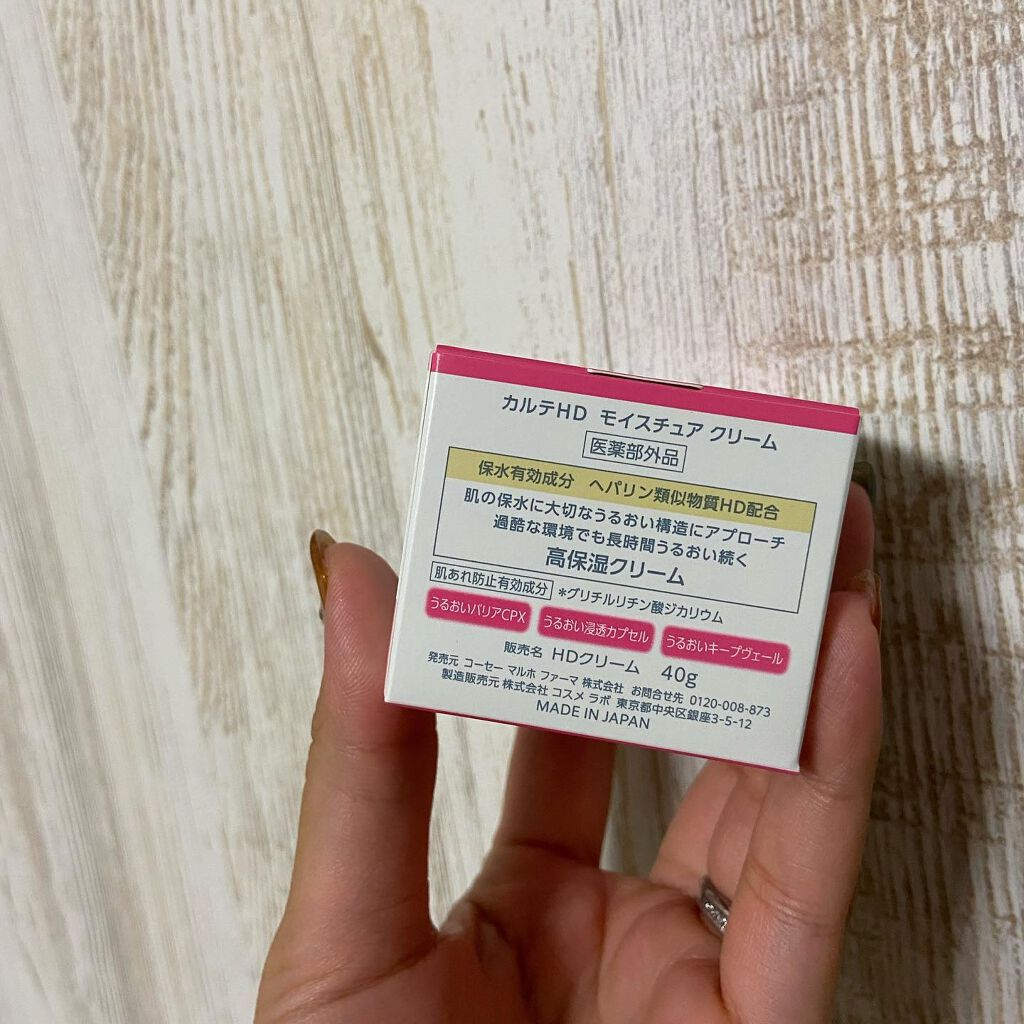 カルテHD モイスチュア クリーム
医薬部外品
保水有効成分 ヘパリン類似物質HD配合
肌の保水に大切なうるおい構造にアプローチ
過酷な環境でも長時間うるおい続く
高保湿クリーム
肌あれ防止有効成分 *グリチルリチン酸ジカリウム
うるおいバリアCPX うるおい浸透カプセル うるおいキープヴェール
販売名 HDクリーム 40g
発売元 コーセー マルホ ファーマ 株式会社 お問合せ先 0120-008-873
製造販売元 株式会社 コスメ ラボ 東京都中央区銀座3-5-12
MADE IN JAPAN